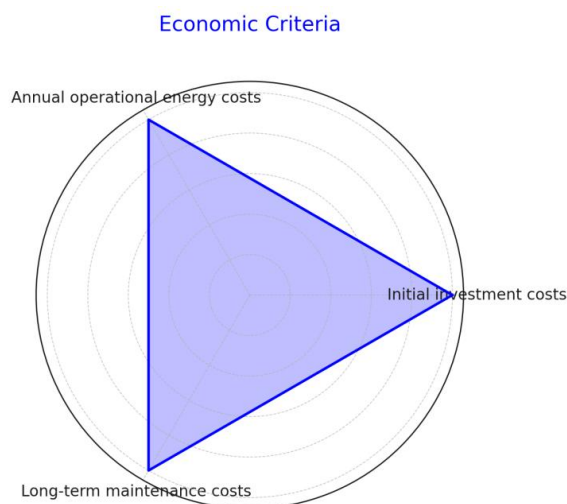 Economic Criteria
Annual operational energy costs
Initial investment costs
Long-term maintenance costs